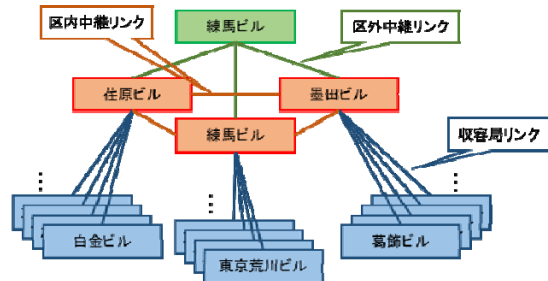 区内中継リンク
練馬ビル
区外中継リンク
荏原ビル
墨田ビル
練馬ビル
収容局リンク
白金ビル
東京荒川ビル
葛飾ビル